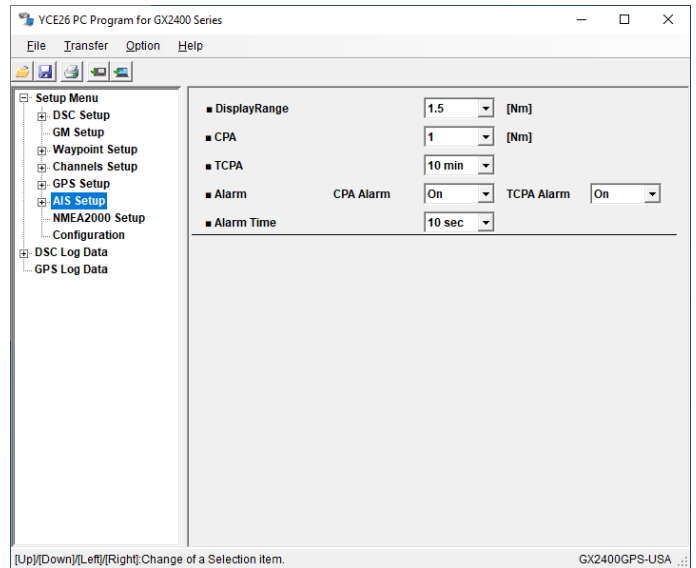 YCE26 PC Program for GX2400 Series
File Transfer Option Help
Setup Menu
DSC Setup
GM Setup
Waypoint Setup
Channels Setup
GPS Setup
AIS Setup
NMEA2000 Setup
Configuration
DSC Log Data
GPS Log Data
DisplayRange 1.5 [Nm]
CPA 1 [Nm]
TCPA 10 min
Alarm CPA Alarm On TCPA Alarm On
Alarm Time 10 sec
[Up]/[Down]/[Left]/[Right]:Change of a Selection item. GX2400GPS-USA